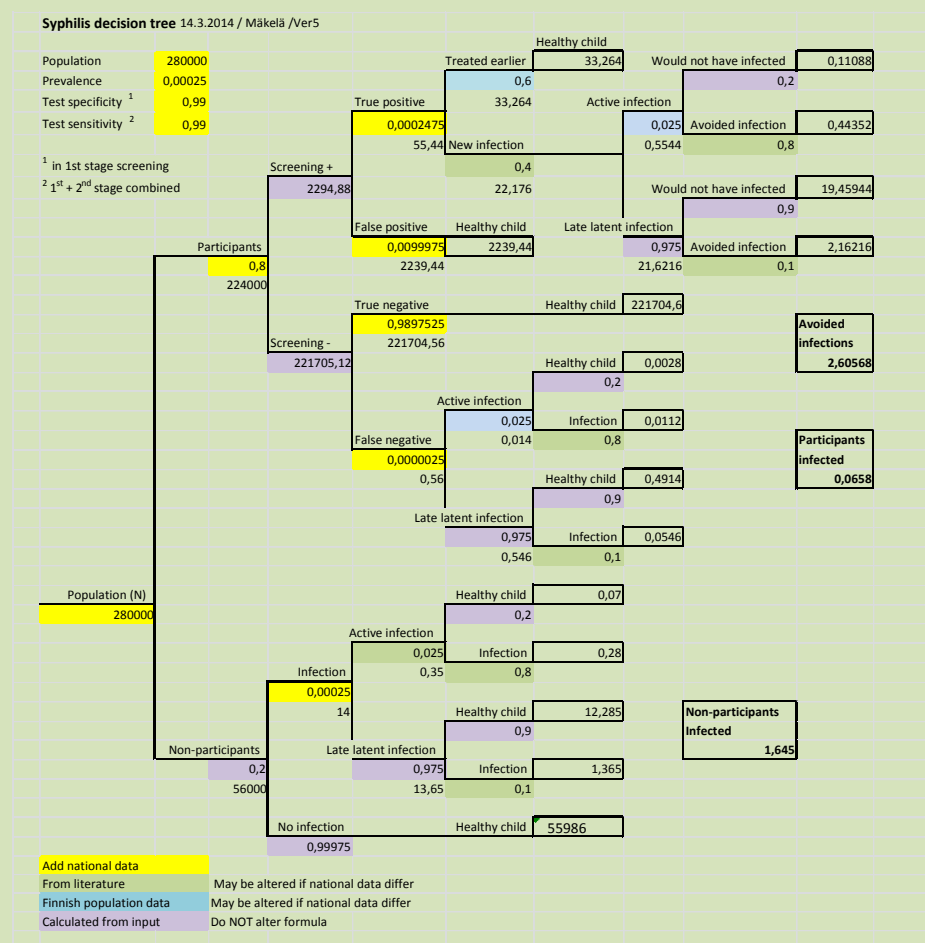 Syphilis decision tree 14.3.2014 / Mäkelä /Ver5
Healthy child
Population 280000 Treated earlier 33,264 Would not have infected 0,11088
Prevalence 0,00025 0,6 0,2
Test specificity 1 0,99 True positive 33,264 Active infection
Test sensitivity 2 0,99 0,0002475 0,025 Avoided infection 0,44352
55,44 New infection 0,5544 0,8
1 in 1st stage screening Screening + 0,4
2 1st + 2nd stage combined 2294,88 22,176 Would not have infected 19,45944
0,9
False positive Healthy child Late latent infection
Participants 0,0099975 2239,44 0,975 Avoided infection 2,16216
0,8 2239,44 21,6216 0,1
224000
True negative Healthy child 221704,6
0,9897525 Avoided
Screening - 221704,56 infections
221705,12 Healthy child 0,0028 2,60568
0,2
Active infection
0,025 Infection 0,0112
False negative 0,014 0,8 Participants
0,0000025 infected
0,56 Healthy child 0,4914 0,0658
0,9
Late latent infection
0,975 Infection 0,0546
0,546 0,1
Population (N) Healthy child 0,07
280000 0,2
Active infection
0,025 Infection 0,28
Infection 0,35 0,8
0,00025
14 Healthy child 12,285 Non-participants
0,9 Infected
Non-participants Late latent infection 1,645
0,2 0,975 Infection 1,365
56000 13,65 0,1
No infection Healthy child 55986
0,99975
Add national data
From literature May be altered if national data differ
Finnish population data May be altered if national data differ
Calculated from input Do NOT alter formula